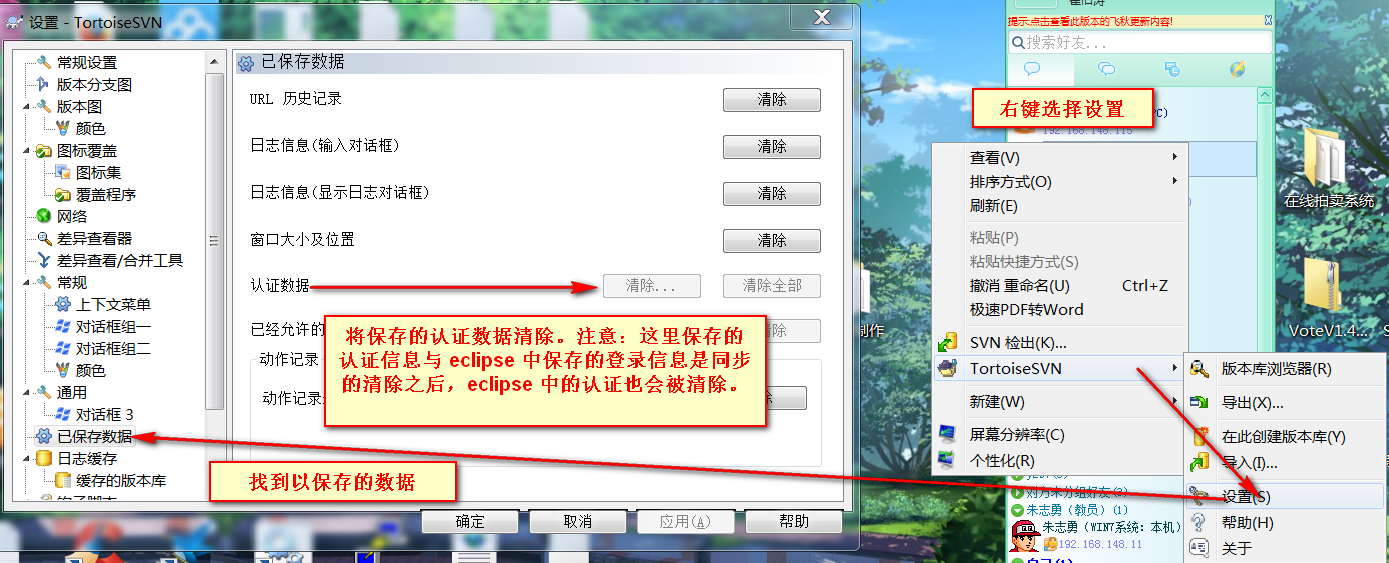 设置 - TortoiseSVN
常规设置
版本分支图
版本图
颜色
图标覆盖
图标集
覆盖程序
网络
差异查看器
差异查看/合并工具
常规
上下文菜单
对话框组一
对话框组二
颜色
通用
对话框 3
已保存数据
日志缓存
缓存的版本库
已保存数据
URL 历史记录
清除
日志信息(输入对话框)
清除
日志信息(显示日志对话框)
清除
窗口大小及位置
清除
认证数据
清除...
清除全部
已经允许的
除
将保存的认证数据清除。注意：这里保存的
认证信息与 eclipse 中保存的登录信息是同步
的清除之后，eclipse 中的认证也会被清除。
动作记录
动作记录
找到以保存的数据
确定
取消
应用(A)
帮助
提示:点击查看此版本的飞秋更新内容!
搜索好友...
右键选择设置
192.168.148.115
查看(V)
排序方式(O)
刷新(E)
粘贴(P)
粘贴快捷方式(S)
撤消 重命名(U)
Ctrl+Z
极速PDF转Word
SVN 检出(K)...
TortoiseSVN
新建(W)
屏幕分辨率(C)
个性化(R)
版本库浏览器(R)
导出(X)...
在此创建版本库(Y)
导入(I)...
设置(S)
帮助(H)
关于
对方未分组好友(3)
朱志勇（教员）(1)
朱志勇（WIN7系统：本机）
192.168.148.11
在线拍卖系统
VoteV1.4...
制作